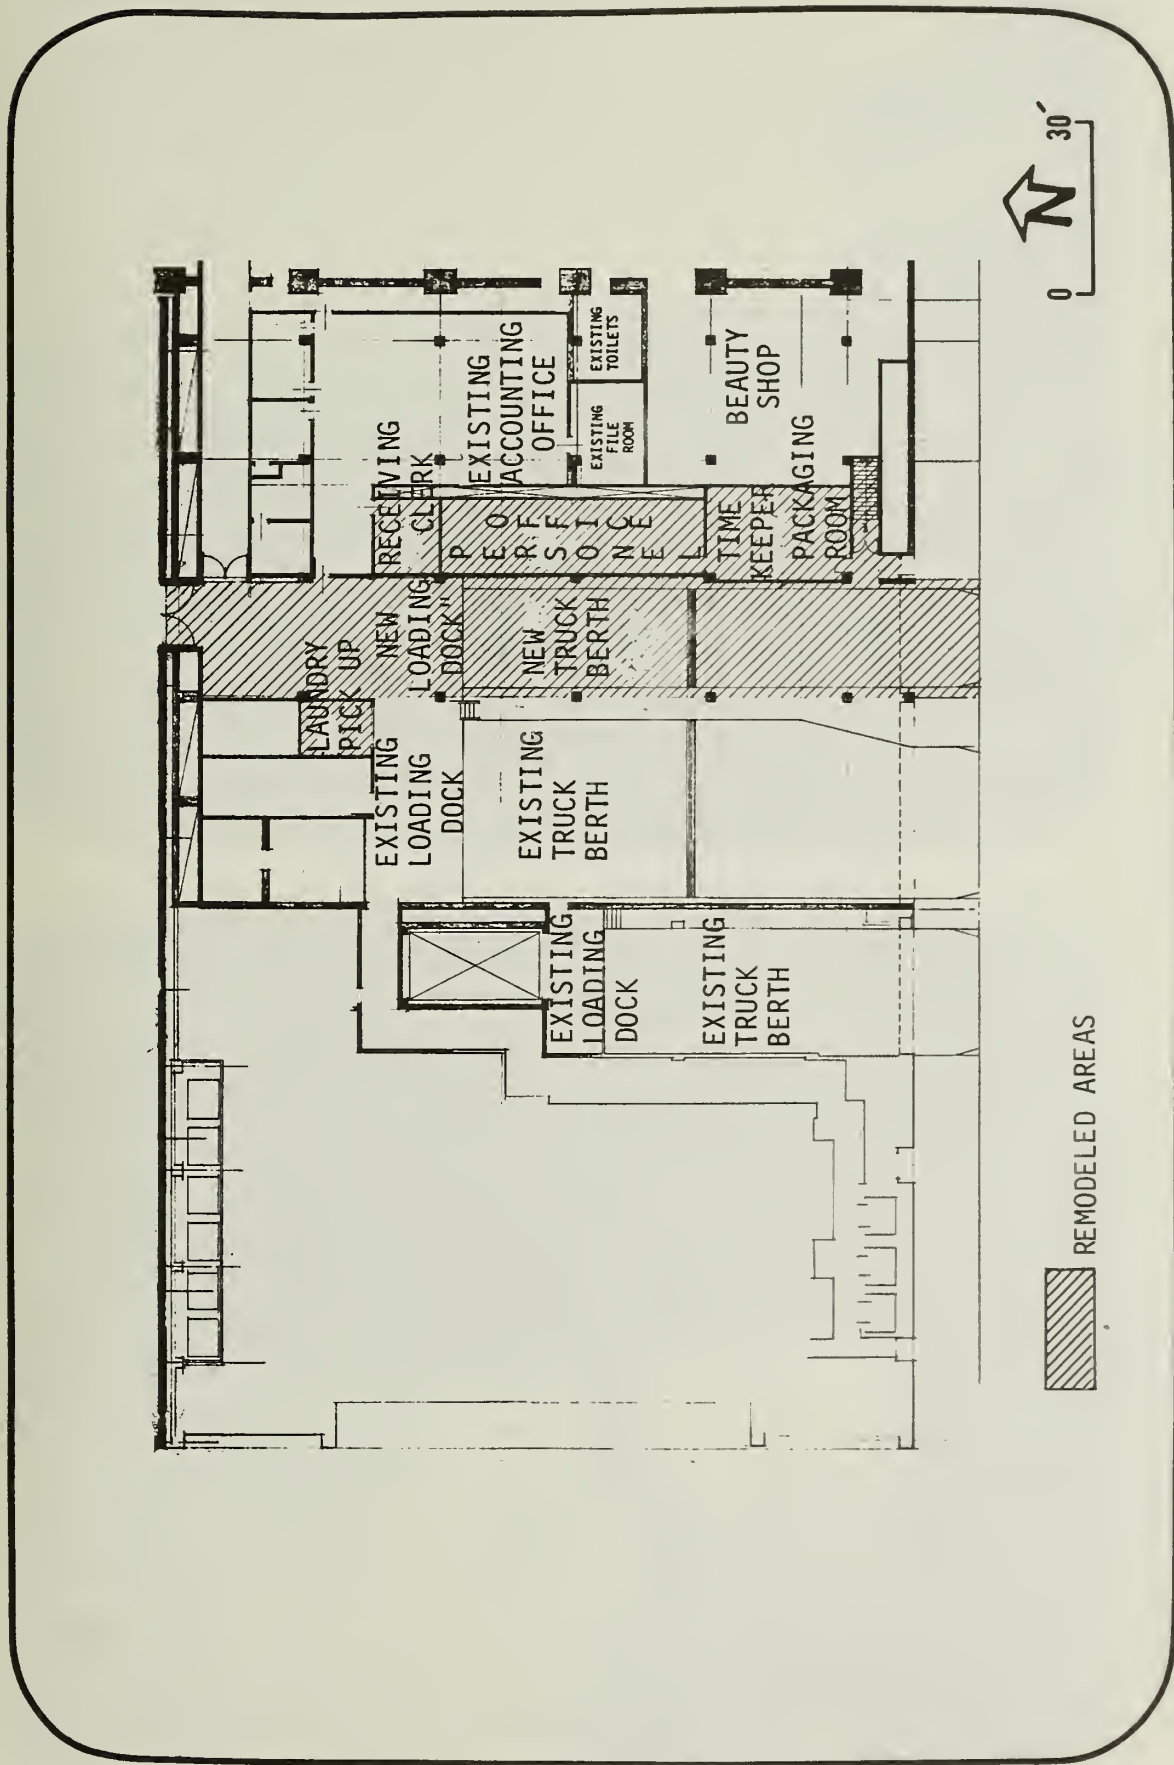 LAUNDRY
PICK UP
NEW
LOADING
DOCK"
RECEIVING
CLERK
EXISTING
LOADING
DOCK
EXISTING
ACCOUNTING
OFFICE
PERSONNEL
OFFICE
EXISTING
TRUCK
BERTH
NEW
TRUCK
BERTH
EXISTING
FILE
ROOM
EXISTING
TOILETS
EXISTING
LOADING
DOCK
EXISTING
TRUCK
BERTH
TIME
KEEPER
PACKAGING
ROOM
BEAUTY
SHOP
REMODELED AREAS
N
0 30'